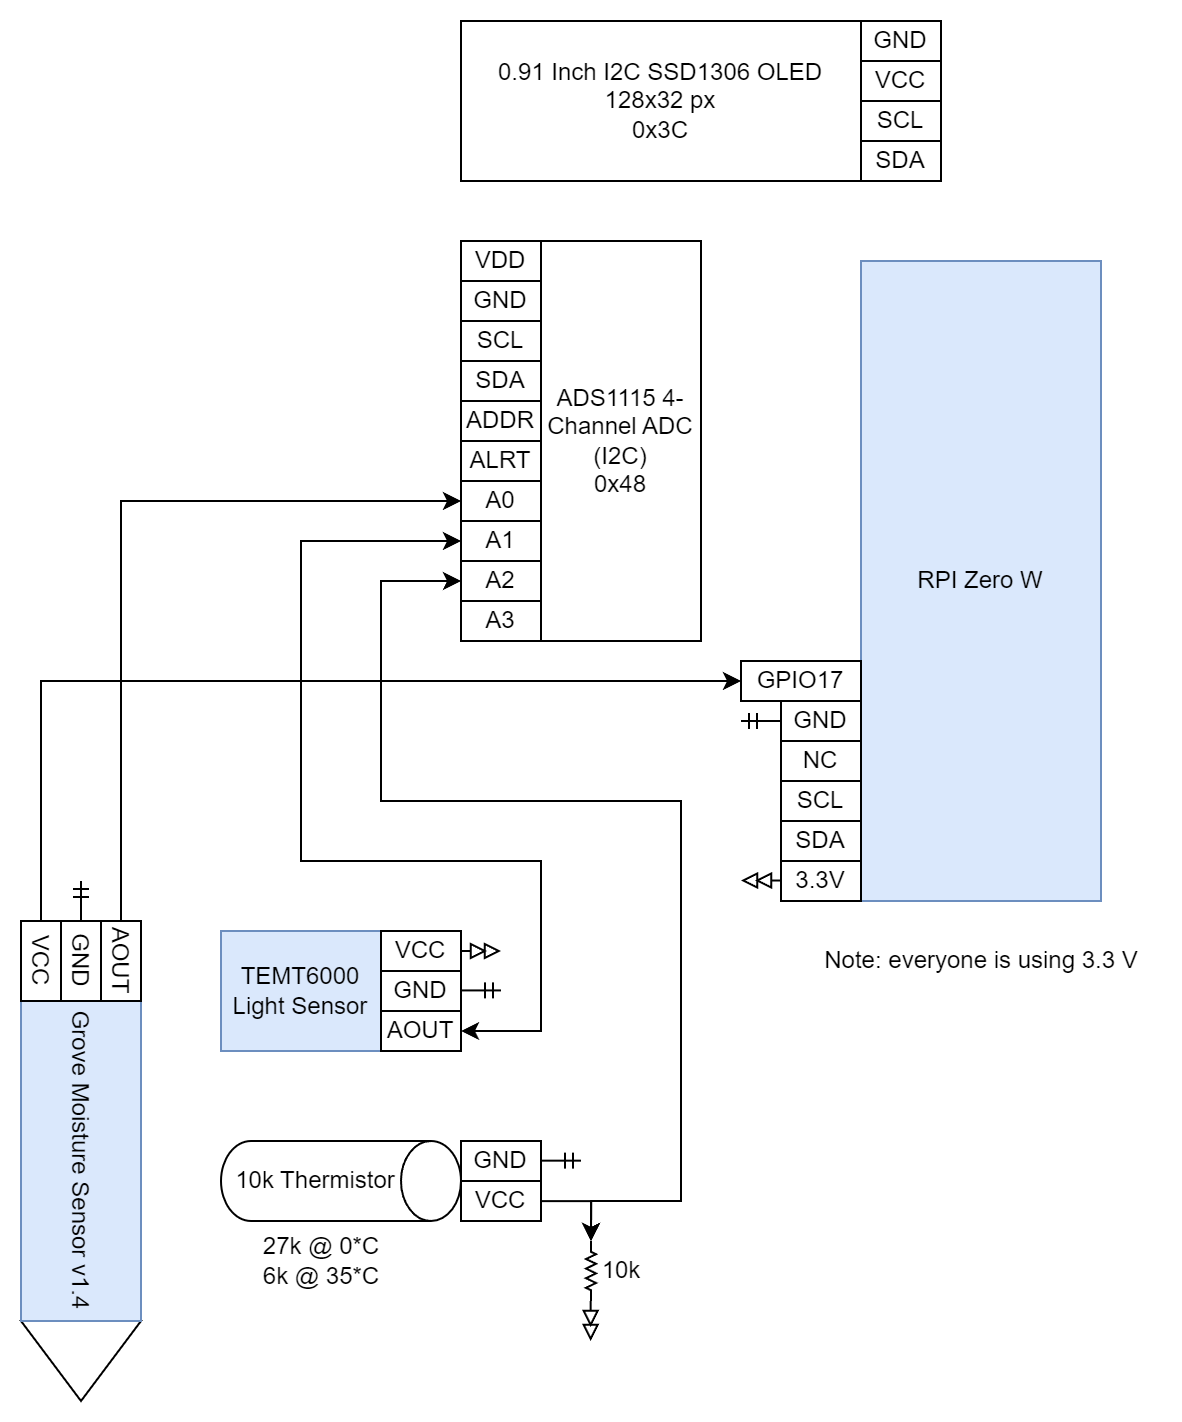 0.91 Inch I2C SSD1306 OLED
128x32 px
0x3C
GND
VCC
SCL
SDA
VDD
GND
SCL
SDA
ADDR
ALRT
A0
A1
A2
A3
ADS1115 4-
Channel ADC
(I2C)
0x48
RPI Zero W
GPIO17
GND
NC
SCL
SDA
3.3V
Note: everyone is using 3.3 V
VCC
GND
AOUT
Grove Moisture Sensor v1.4
TEMT6000
Light Sensor
VCC
GND
AOUT
10k Thermistor
GND
VCC
27k @ 0*C
6k @ 35*C
10k